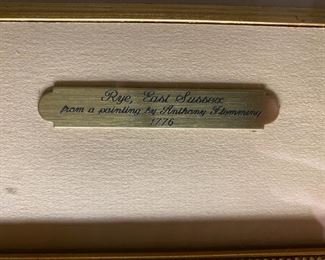 Rye, East Sussex
from a painting by Anthony Flemming
1776